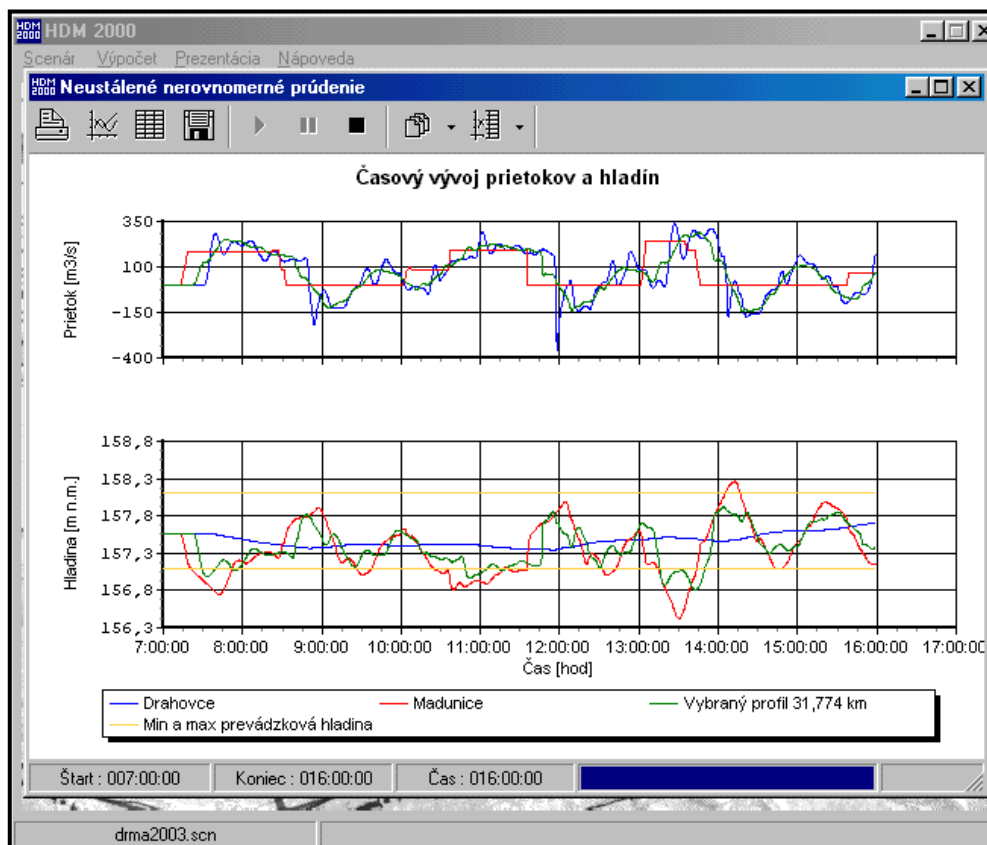 HDM 2000 HDM 2000
Scenár Výpočet Prezentácia Nápoveda
HDM 2000 Neustálené nerovnomerné prúdenie
Časový vývoj prietokov a hladín
Prietok [m3/s]
350
100
-150
-400
Hladina [m n.m.]
158,8
158,3
157,8
157,3
156,8
156,3
7:00:00 8:00:00 9:00:00 10:00:00 11:00:00 12:00:00 13:00:00 14:00:00 15:00:00 16:00:00 17:00:00
Čas [hod]
Drahovce Madunice Vybraný profil 31,774 km
Min a max prevádzková hladina
Štart : 007:00:00 Koniec : 016:00:00 Čas : 016:00:00
drma2003.scn